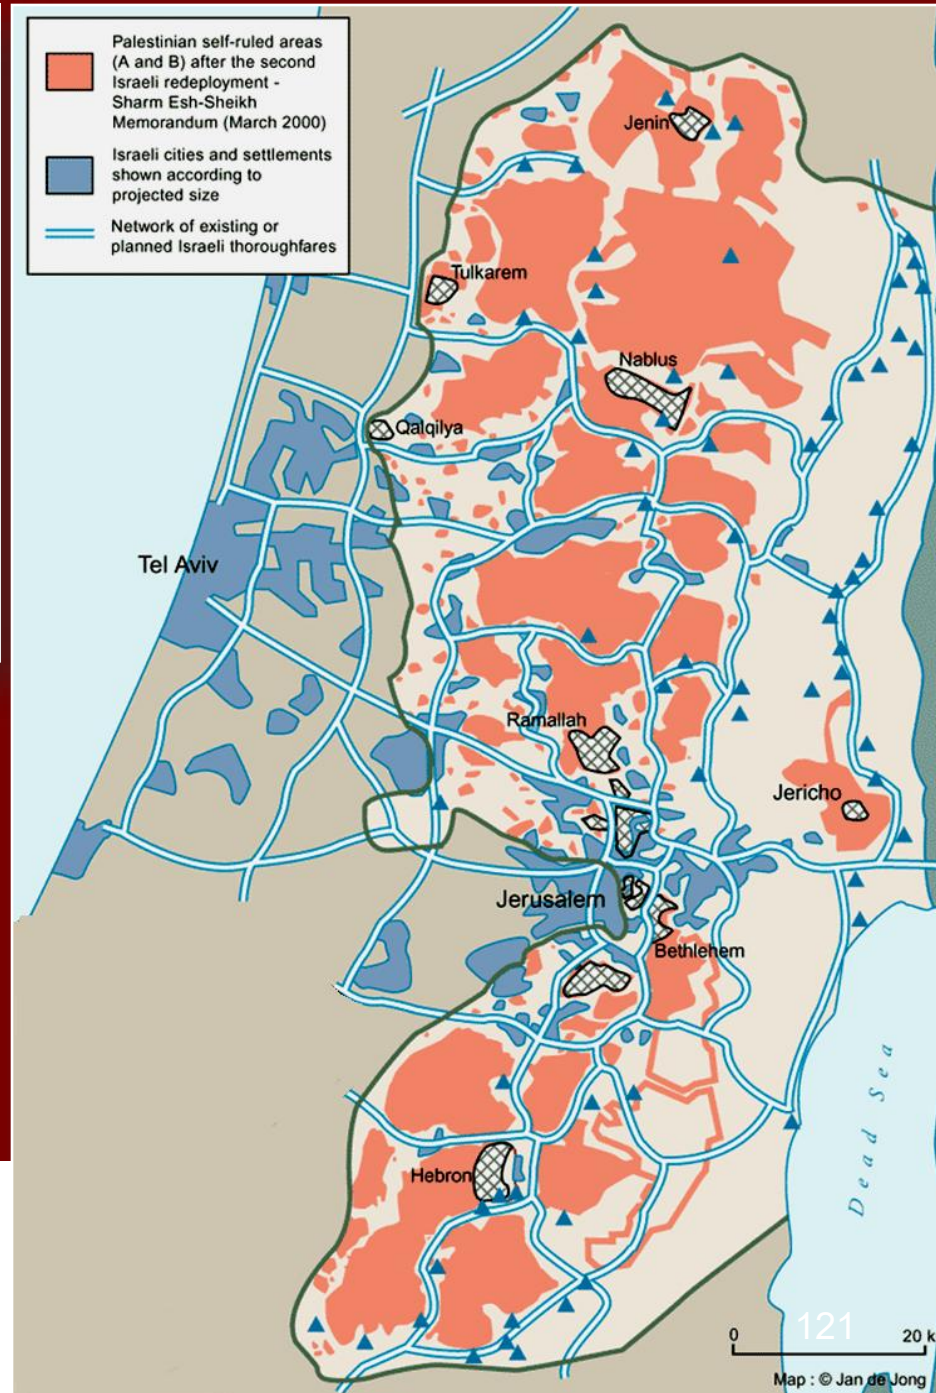 Palestinian self-ruled areas
(A and B) after the second
Israeli redeployment -
Sharm Esh-Sheikh
Memorandum (March 2000)
Israeli cities and settlements
shown according to
projected size
Network of existing or
planned Israeli thoroughfares
Jenin
Tulkarem
Nablus
Qalqilya
Tel Aviv
Ramallah
Jericho
Jerusalem
Bethlehem
Hebron
Dead Sea
121
0 20 k
Map : © Jan de Jong